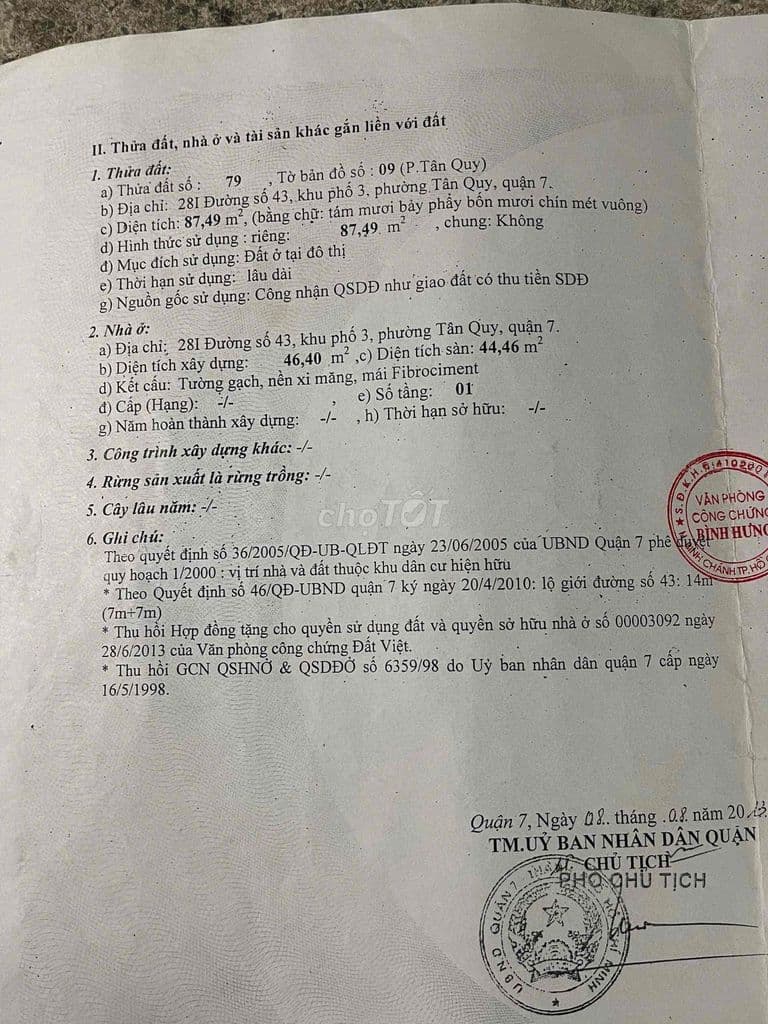 II. Thửa đất, nhà ở và tài sản khác gắn liền với đất
1. Thửa đất:
a) Thửa đất số : 79 , Tờ bản đồ số : 09 (P.Tân Quy)
b) Địa chỉ: 28I Đường số 43, khu phố 3, phường Tân Quy, quận 7.
c) Diện tích: 87,49 m2, (bằng chữ: tám mươi bảy phẩy bốn mươi chín mét vuông)
d) Hình thức sử dụng : riêng: 87,49. m2 , chung: Không
đ) Mục đích sử dụng: Đất ở tại đô thị
e) Thời hạn sử dụng: lâu dài
g) Nguồn gốc sử dụng: Công nhận QSDĐ như giao đất có thu tiền SDĐ
2. Nhà ở:
a) Địa chỉ: 28I Đường số 43, khu phố 3, phường Tân Quy, quận 7.
b) Diện tích xây dựng: 46,40 m2 ,c) Diện tích sàn: 44,46 m2
d) Kết cấu: Tường gạch, nền xi măng, mái Fibrociment
đ) Cấp (Hạng): -/- , e) Số tầng: 01
g) Năm hoàn thành xây dựng: -/- , h) Thời hạn sở hữu: -/-
3. Công trình xây dựng khác: -/-
4. Rừng sản xuất là rừng trồng: -/-
5. Cây lâu năm: -/-
chợTỐT
6. Ghi chú:
Theo quyết định số 36/2005/QĐ-UB-QLĐT ngày 23/06/2005 của UBND Quận 7 phê duyệt
quy hoạch 1/2000 : vị trí nhà và đất thuộc khu dân cư hiện hữu
* Theo Quyết định số 46/QĐ-UBND quận 7 ký ngày 20/4/2010: lộ giới đường số 43: 14m
(7m+7m)
* Thu hồi Hợp đồng tặng cho quyền sử dụng đất và quyền sở hữu nhà ở số 00003092 ngày
28/6/2013 của Văn phòng công chứng Đất Việt.
* Thu hồi GCN QSHNỞ & QSDĐỞ số 6359/98 do Uỷ ban nhân dân quận 7 cấp ngày
16/5/1998.
VĂN PHÒNG
CÔNG CHỨNG
BÌNH HƯNG
Quận 7, Ngày 08. tháng .08. năm 2013
TM.UỶ BAN NHÂN DÂN QUẬN
CHỦ TỊCH
PHÓ CHỦ TỊCH